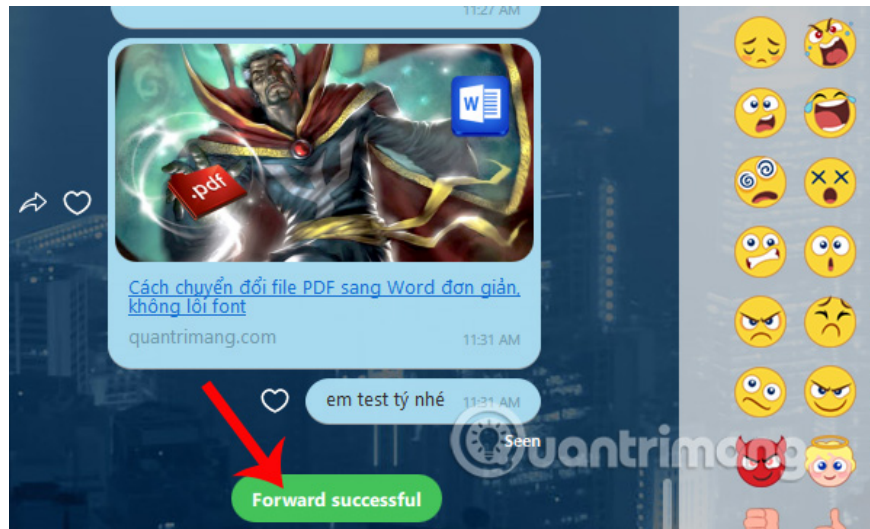 11:27 AM
W
.pdf
Cách chuyển đổi file PDF sang Word đơn giản,
không lỗi font
quantrimang.com 11:31 AM
em test tý nhé 11:31 AM
Seen
Quantrimang
Forward successful